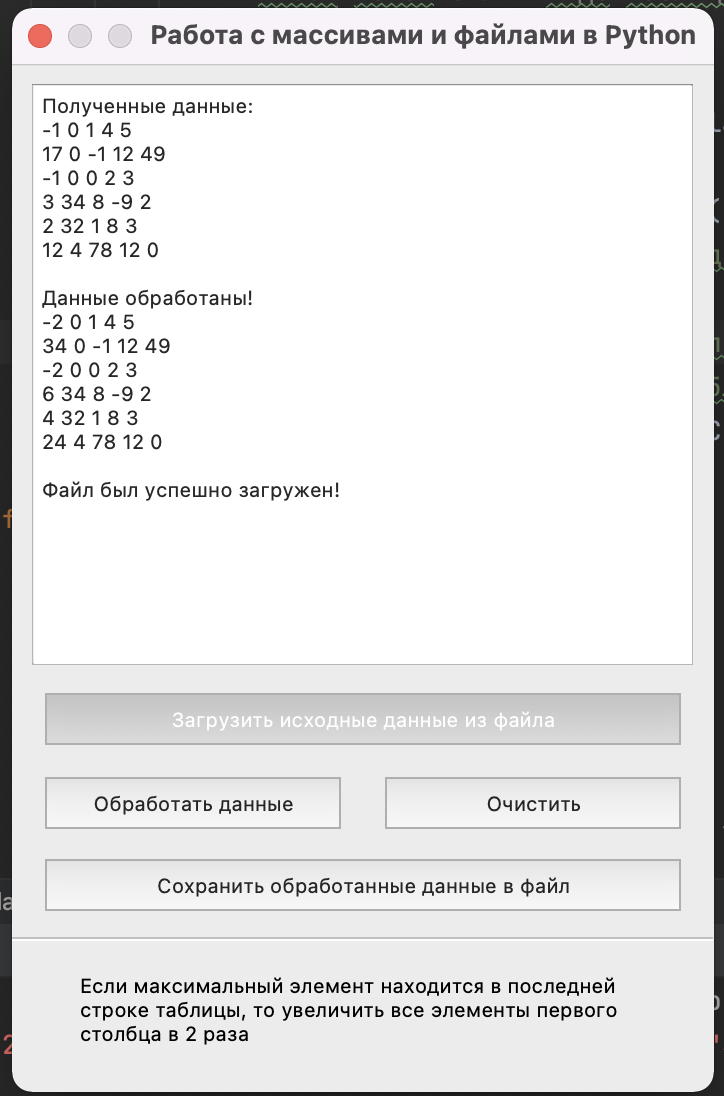 Работа с массивами и файлами в Python
Полученные данные:
-1 0 1 4 5
17 0 -1 12 49
-1 0 0 2 3
3 34 8 -9 2
2 32 1 8 3
12 4 78 12 0
Данные обработаны!
-2 0 1 4 5
34 0 -1 12 49
-2 0 0 2 3
6 34 8 -9 2
4 32 1 8 3
24 4 78 12 0
Файл был успешно загружен!
Загрузить исходные данные из файла
Обработать данные
Очистить
Сохранить обработанные данные в файл
Если максимальный элемент находится в последней
строке таблицы, то увеличить все элементы первого
столбца в 2 раза